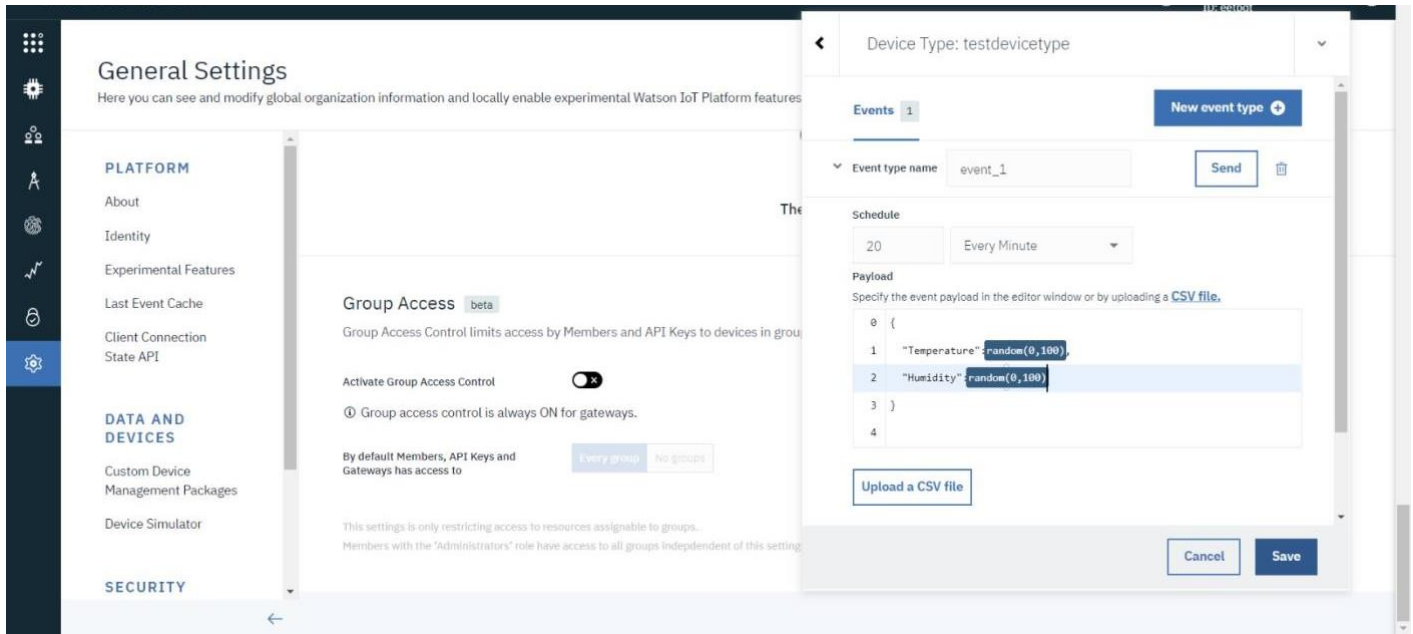 ID: eefbot
General Settings
Here you can see and modify global organization information and locally enable experimental Watson IoT Platform features
PLATFORM
About
Identity
Experimental Features
Last Event Cache
Client Connection
State API
DATA AND
DEVICES
Custom Device
Management Packages
Device Simulator
SECURITY
The
Group Access beta
Group Access Control limits access by Members and API Keys to devices in grou
Activate Group Access Control
Group access control is always ON for gateways.
By default Members, API Keys and
Gateways has access to
Every group No groups
This settings is only restricting access to resources assignable to groups.
Members with the "Administrators" role have access to all groups indepdendent of this setting
Device Type: testdevicetype
Events 1
New event type
Event type name event_1 Send
Schedule
20 Every Minute
Payload
Specify the event payload in the editor window or by uploading a CSV file.
0 {
1 "Temperature":random(0,100),
2 "Humidity":random(0,100)
3 }
4
Upload a CSV file
Cancel Save